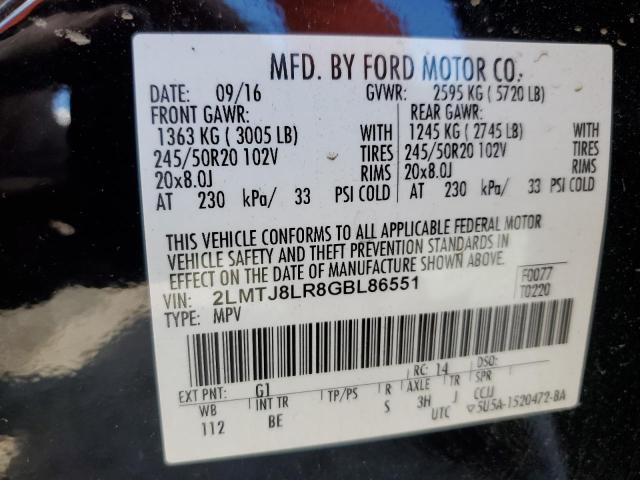 MFD. BY FORD MOTOR CO.
DATE: 09/16 GVWR: 2595 KG ( 5720 LB)
FRONT GAWR: REAR GAWR:
1363 KG ( 3005 LB) WITH 1245 KG ( 2745 LB) WITH
245/50R20 102V TIRES 245/50R20 102V TIRES
20x8.0J RIMS 20x8.0J RIMS
AT 230 kPa/ 33 PSI COLD AT 230 kPa/ 33 PSI COLD
THIS VEHICLE CONFORMS TO ALL APPLICABLE FEDERAL MOTOR
VEHICLE SAFETY AND THEFT PREVENTION STANDARDS IN
EFFECT ON THE DATE OF MANUFACTURE SHOWN ABOVE.
VIN: 2LMTJ8LR8GBL86551 F0077
TYPE: MPV T0220
EXT PNT: G1 RC: 14 DSO:
WB INT TR TP/PS R AXLE TR SPR
112 BE S 3H J CCIJ
UTC ▽5U5A-1520472-BA